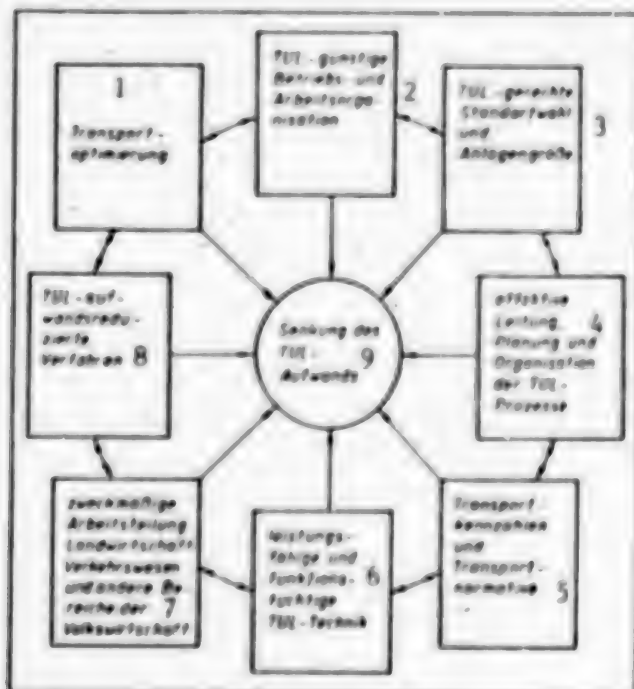 1
Transport-
optimierung
TUL-günstige
Betriebs- und
Arbeitsorga-
nisation
2
TUL-gerechte
Standortwahl
und
Anlagengröße
3
effektive
Leitung,
Planung und
Organisation
der TUL-
Prozesse
4
Transport-
kennzahlen
und
Transport-
normative
5
leistungs-
fähige und
funktions-
tüchtige
TUL-Technik
6
zweckmäßige
Arbeitsteilung
Landwirtschaft
Verkehrswesen
und andere Be-
reiche der
Volkswirtschaft
7
TUL-auf-
wandsredu-
zierte
Verfahren
8
Senkung des
TUL-
Aufwands
9